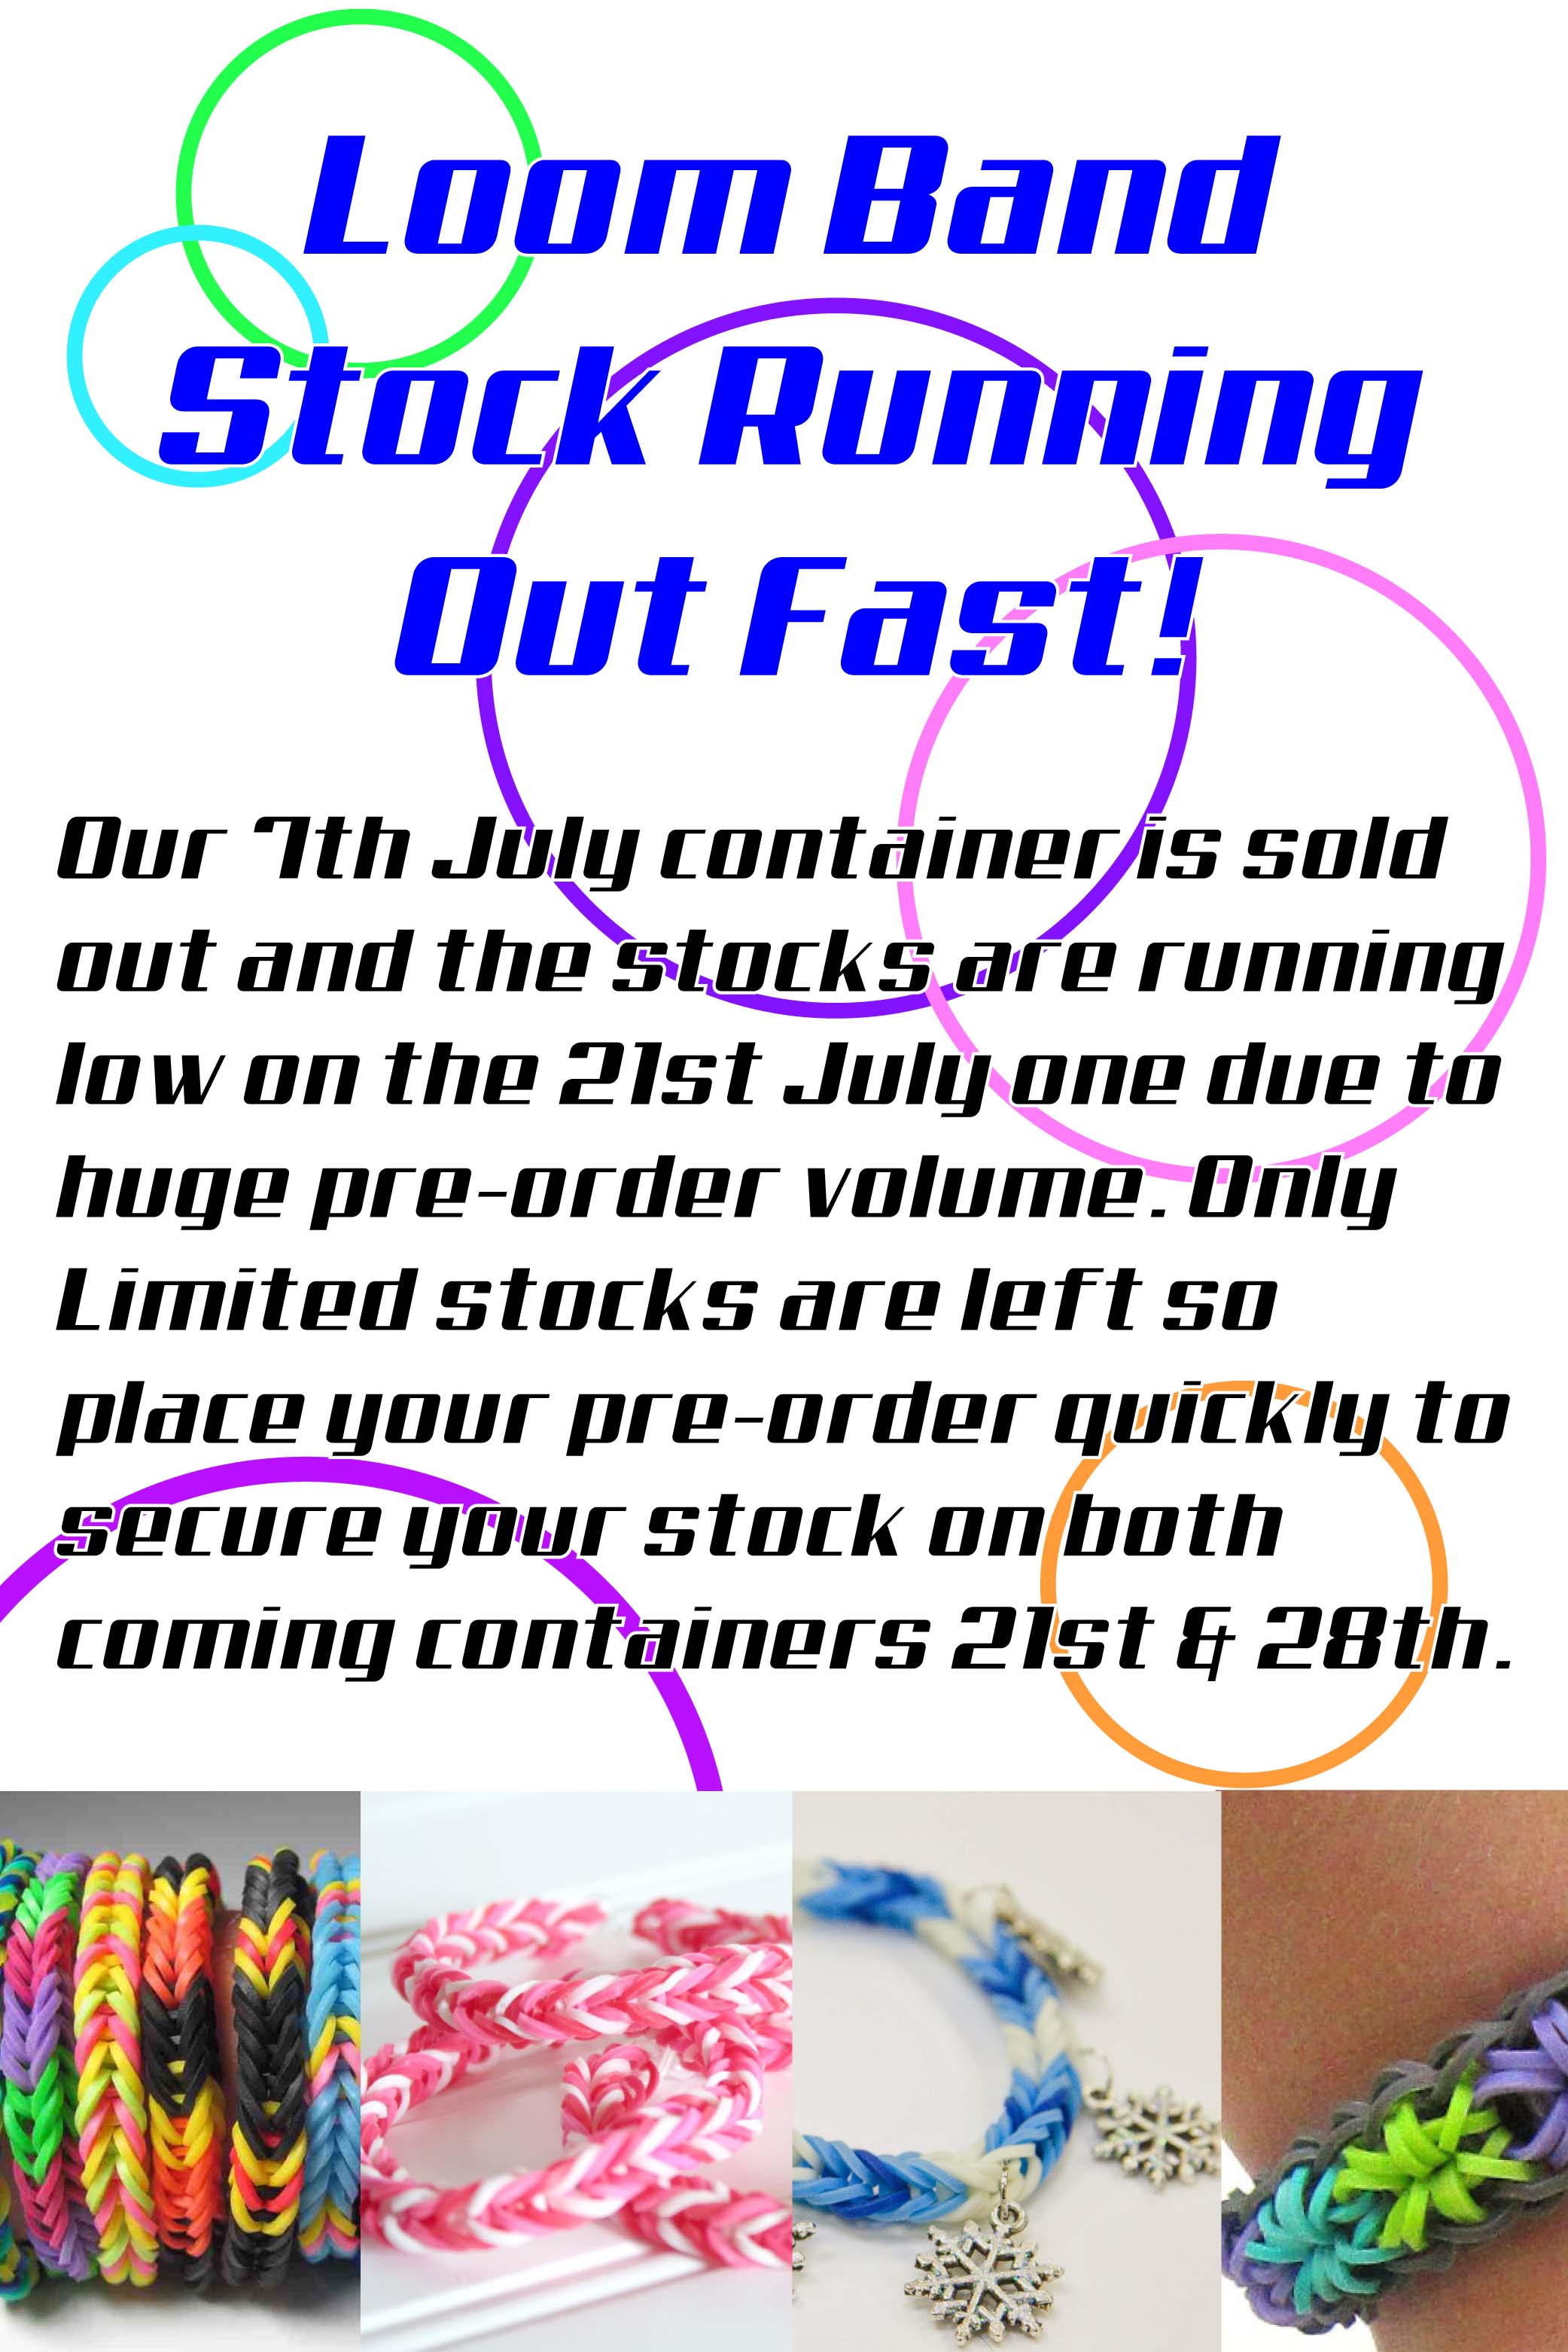 Loom Band
Stock Running
Out Fast!
Our 7th July container is sold
out and the stocks are running
low on the 21st July one due to
huge pre-order volume. Only
Limited stocks are left so
place your pre-order quickly to
secure your stock on both
coming containers 21st & 28th.